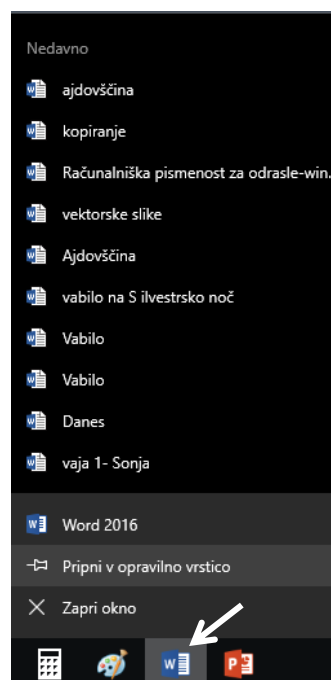 Nedavno
ajdovščina
kopiranje
Računalniška pismenost za odrasle-win.
vektorske slike
Ajdovščina
vabilo na S ilvestrsko noč
Vabilo
Vabilo
Danes
vaja 1- Sonja
Word 2016
Pripni v opravilno vrstico
Zapri okno